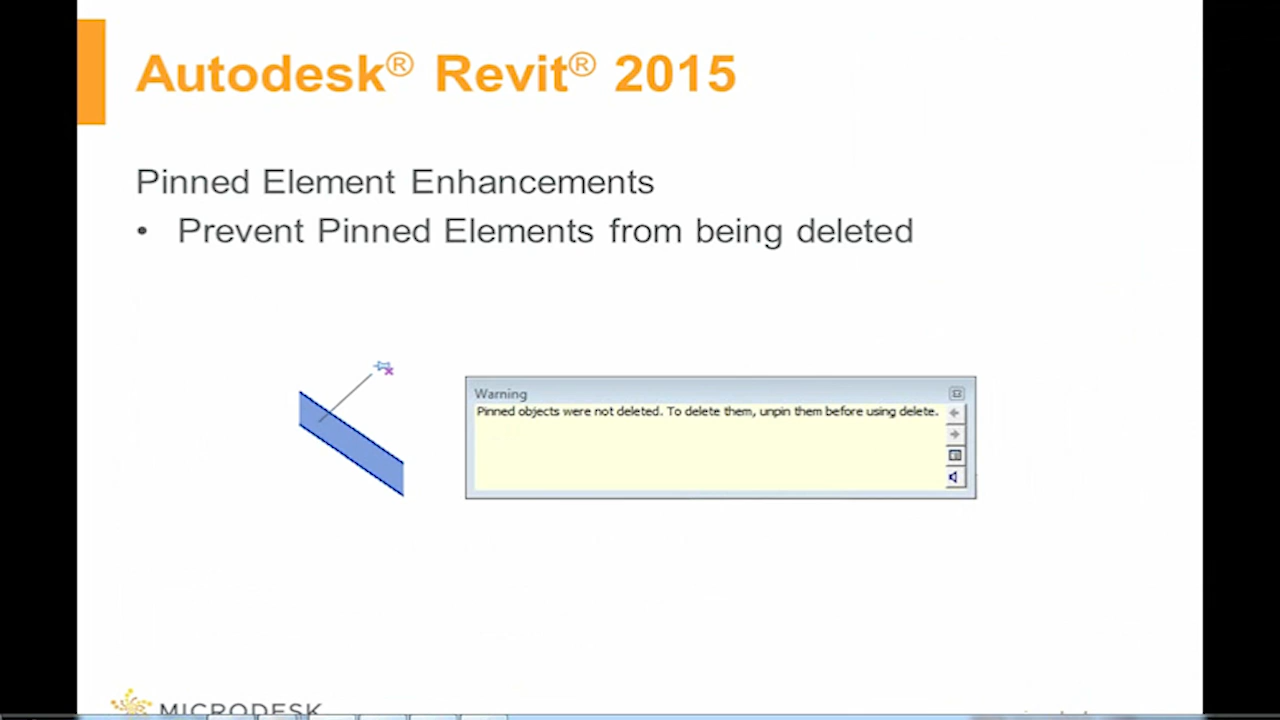 Autodesk® Revit® 2015
Pinned Element Enhancements
• Prevent Pinned Elements from being deleted
Warning
Pinned objects were not deleted. To delete them, unpin them before using delete.
MICRODESK